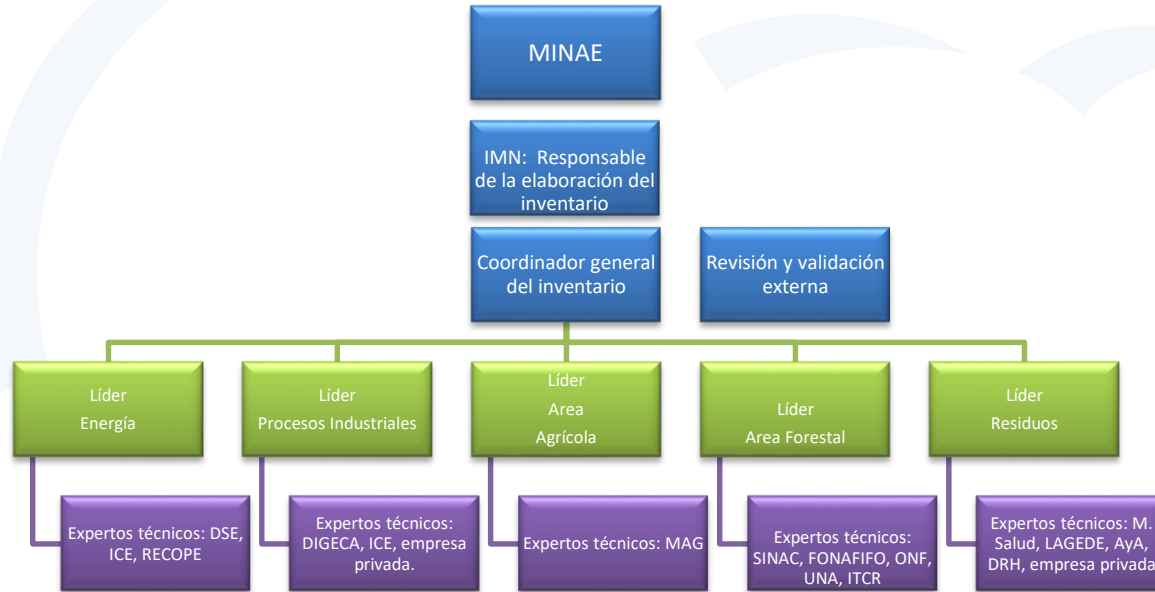 MINAE
IMN: Responsable
de la elaboración del
inventario
Coordinador general
del inventario
Revisión y validación
externa
Líder
Energía
Líder
Procesos Industriales
Líder
Area
Agrícola
Líder
Area Forestal
Líder
Residuos
Expertos técnicos: DSE,
ICE, RECOPE
Expertos técnicos:
DIGECA, ICE, empresa
privada.
Expertos técnicos: MAG
Expertos técnicos:
SINAC, FONAFIFO, ONF,
UNA, ITCR
Expertos técnicos: M.
Salud, LAGEDE, AyA,
DRH, empresa privada